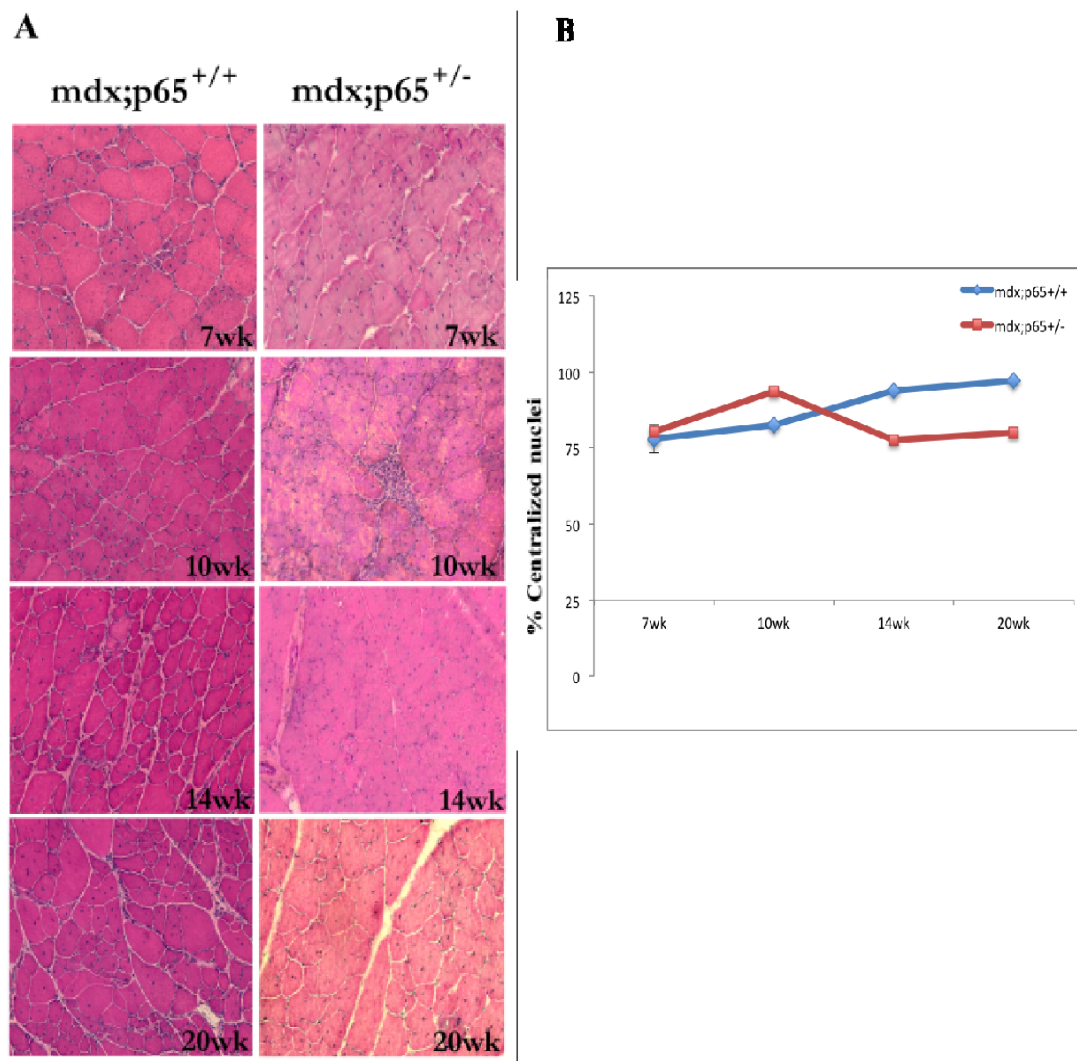 A
B
mdx;p65+/+ mdx;p65+/-
7wk 7wk
10wk 10wk
14wk 14wk
20wk 20wk
mdx;p65+/+
mdx;p65+/-
% Centralized nuclei
125
100
75
50
25
0
7wk 10wk 14wk 20wk